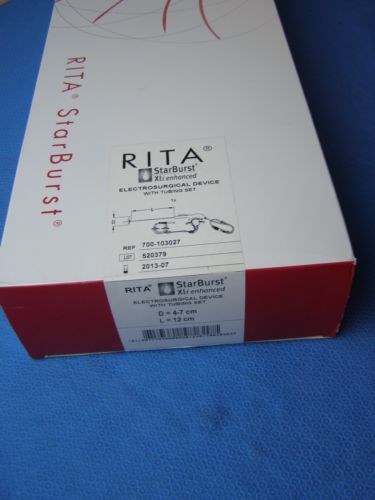 RITA® StarBurst®
RITA®
StarBurst®
XLi enhanced
ELECTROSURGICAL DEVICE
WITH TUBING SET
1x
L
D
REF 700-103027
LOT 520379
2013-07
RITA® StarBurst®
XLi enhanced
ELECTROSURGICAL DEVICE
WITH TUBING SET
D = 4-7 cm
L = 12 cm